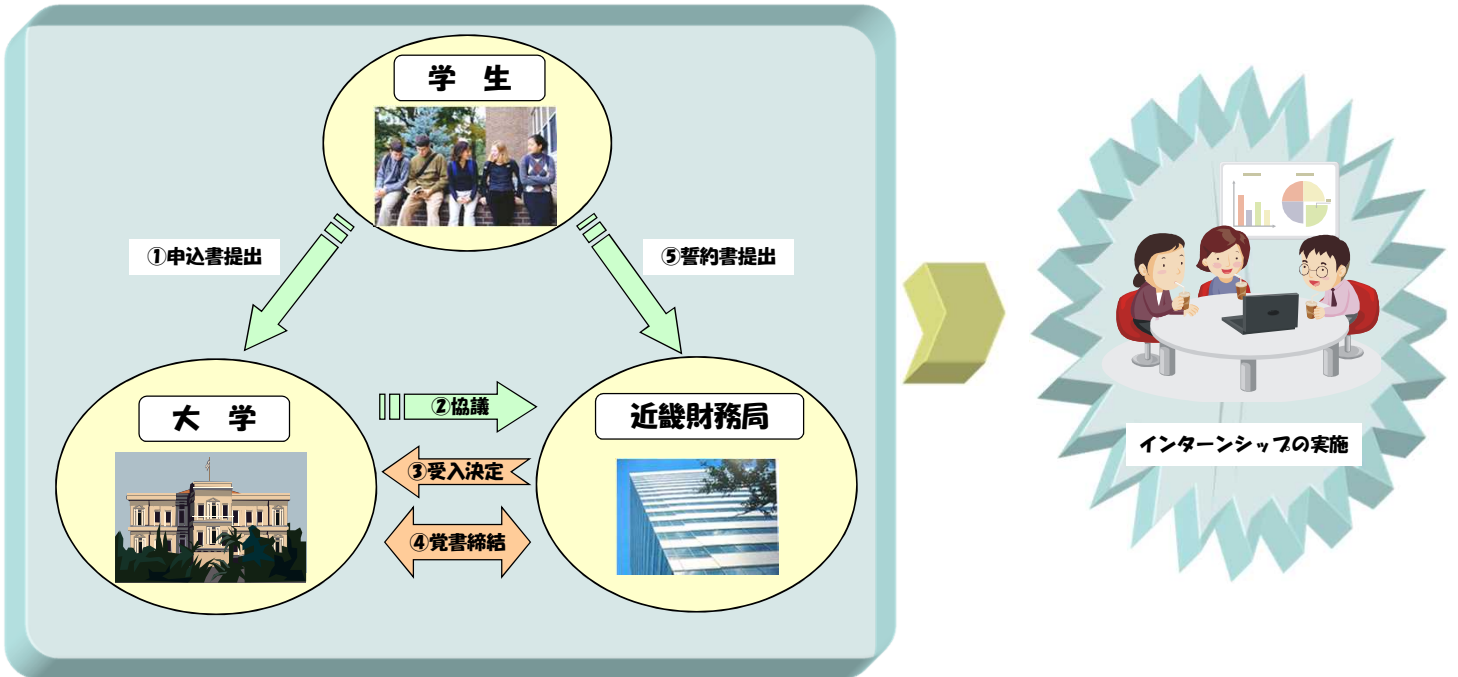 学　生
①申込書提出
⑤誓約書提出
大　学
②協議
近畿財務局
③受入決定
④覚書締結
インターンシップの実施